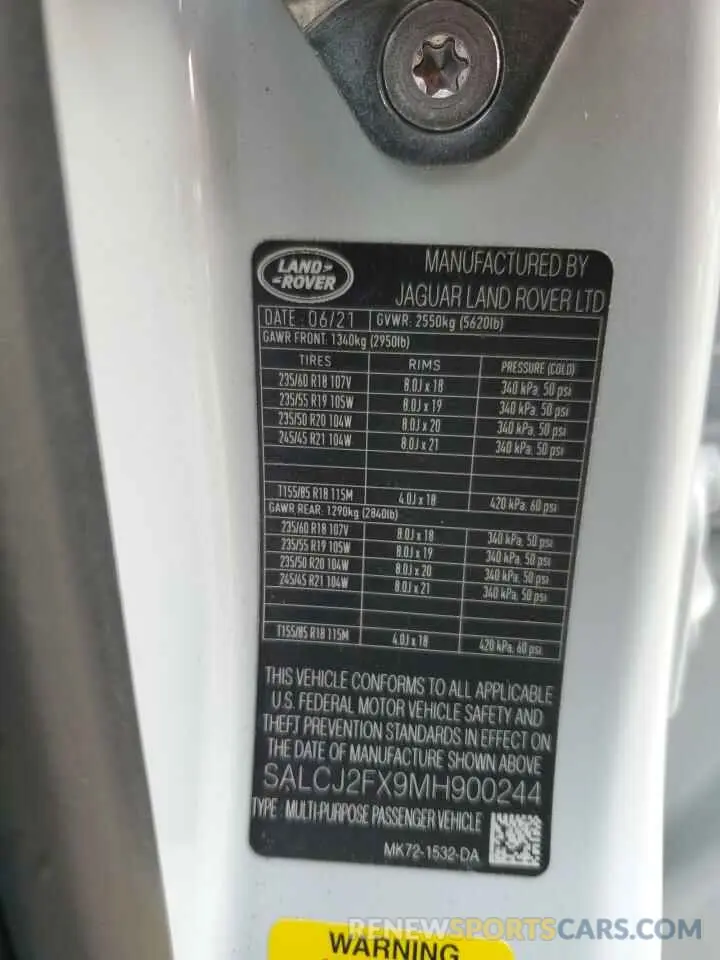 LAND-
-ROVER
MANUFACTURED BY
JAGUAR LAND ROVER LTD
DATE: 06/21 GVWR: 2550kg (5620lb)
GAWR FRONT: 1340kg (2950lb)
TIRES RIMS PRESSURE (COLD)
235/60 R18 107V 8.0J x 18 340 kPa, 50 psi
235/55 R19 105W 8.0J x 19 340 kPa, 50 psi
235/50 R20 104W 8.0J x 20 340 kPa, 50 psi
245/45 R21 104W 8.0J x 21 340 kPa, 50 psi
T155/85 R18 115M 4.0J x 18 420 kPa, 60 psi
GAWR REAR: 1290kg (2840lb)
235/60 R18 107V 8.0J x 18 340 kPa, 50 psi
235/55 R19 105W 8.0J x 19 340 kPa, 50 psi
235/50 R20 104W 8.0J x 20 340 kPa, 50 psi
245/45 R21 104W 8.0J x 21 340 kPa, 50 psi
T155/85 R18 115M 4.0J x 18 420 kPa, 60 psi
THIS VEHICLE CONFORMS TO ALL APPLICABLE
U.S. FEDERAL MOTOR VEHICLE SAFETY AND
THEFT PREVENTION STANDARDS IN EFFECT ON
THE DATE OF MANUFACTURE SHOWN ABOVE
SALCJ2FX9MH900244
TYPE: MULTI-PURPOSE PASSENGER VEHICLE
MK72-1532-DA
RENEWSPORTSCARS.COM
WARNING